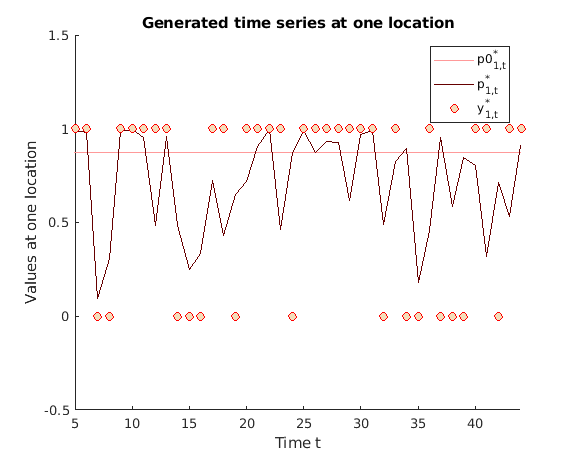 Generated time series at one location
p0*1,t
p*1,t
y*1,t
1.5
1
0.5
0
-0.5
Values at one location
5 10 15 20 25 30 35 40
Time t